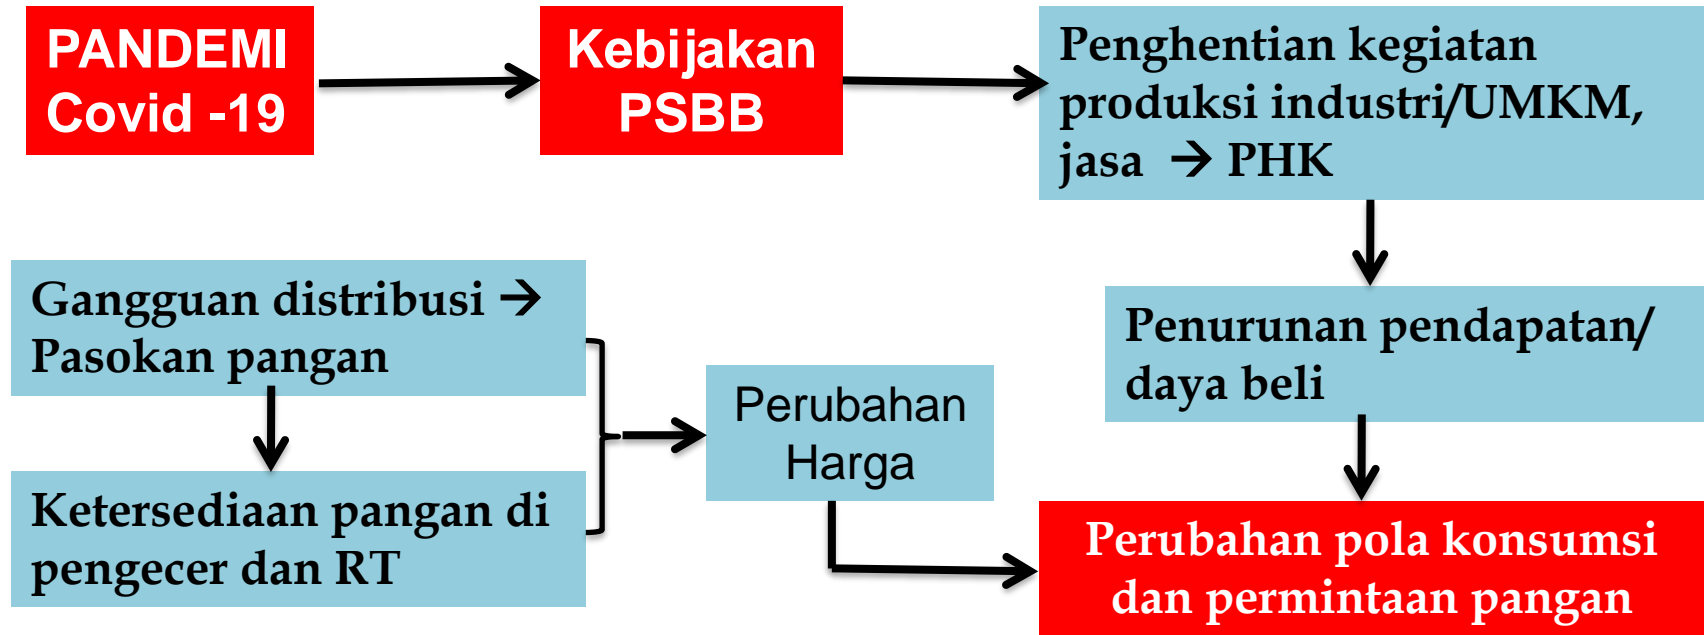 PANDEMI
Covid -19
Kebijakan
PSBB
Penghentian kegiatan
produksi industri/UMKM,
jasa → PHK
Gangguan distribusi →
Pasokan pangan
Penurunan pendapatan/
daya beli
Perubahan
Harga
Ketersediaan pangan di
pengecer dan RT
Perubahan pola konsumsi
dan permintaan pangan